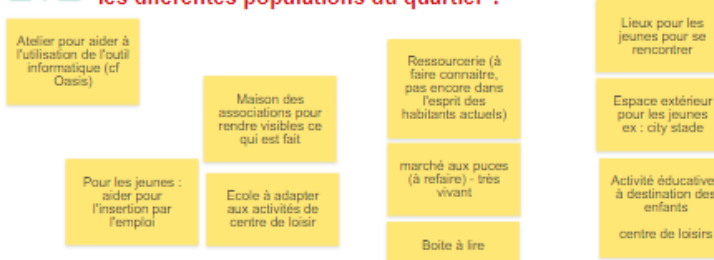 les différentes populations du quartier ?
Atelier pour aider à
l'utilisation de l'outil
informatique (cf
Oasis)
Maison des
associations pour
rendre visibles ce
qui est fait
Pour les jeunes :
aider pour
l'insertion par
l'emploi
Ecole à adapter
aux activités de
centre de loisir
Ressourcerie (à
faire connaitre,
pas encore dans
l'esprit des
habitants actuels)
marché aux puces
(à refaire) - très
vivant
Boite à lire
Lieux pour les
jeunes pour se
rencontrer
Espace extérieur
pour les jeunes
ex : city stade
Activité éducative
à destination des
enfants
centre de loisirs